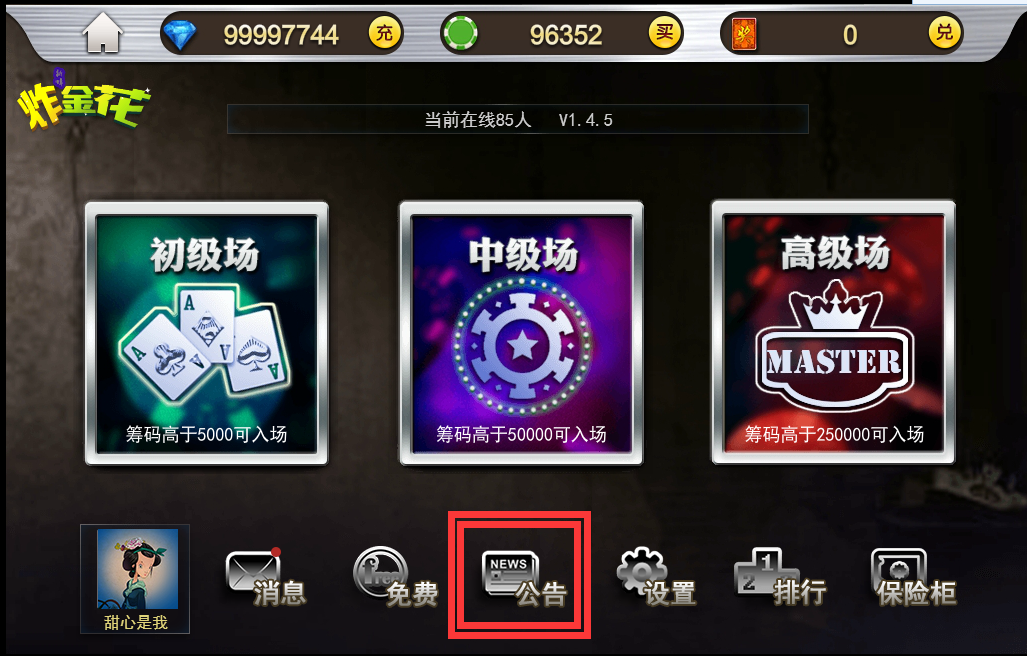 99997744 充 96352 买 0 兑
炸金花
当前在线85人 V1.4.5
初级场
筹码高于5000可入场
中级场
筹码高于50000可入场
高级场
MASTER
筹码高于250000可入场
甜心是我
消息
free 免费
NEWS 公告
设置
1 2 排行
保险柜